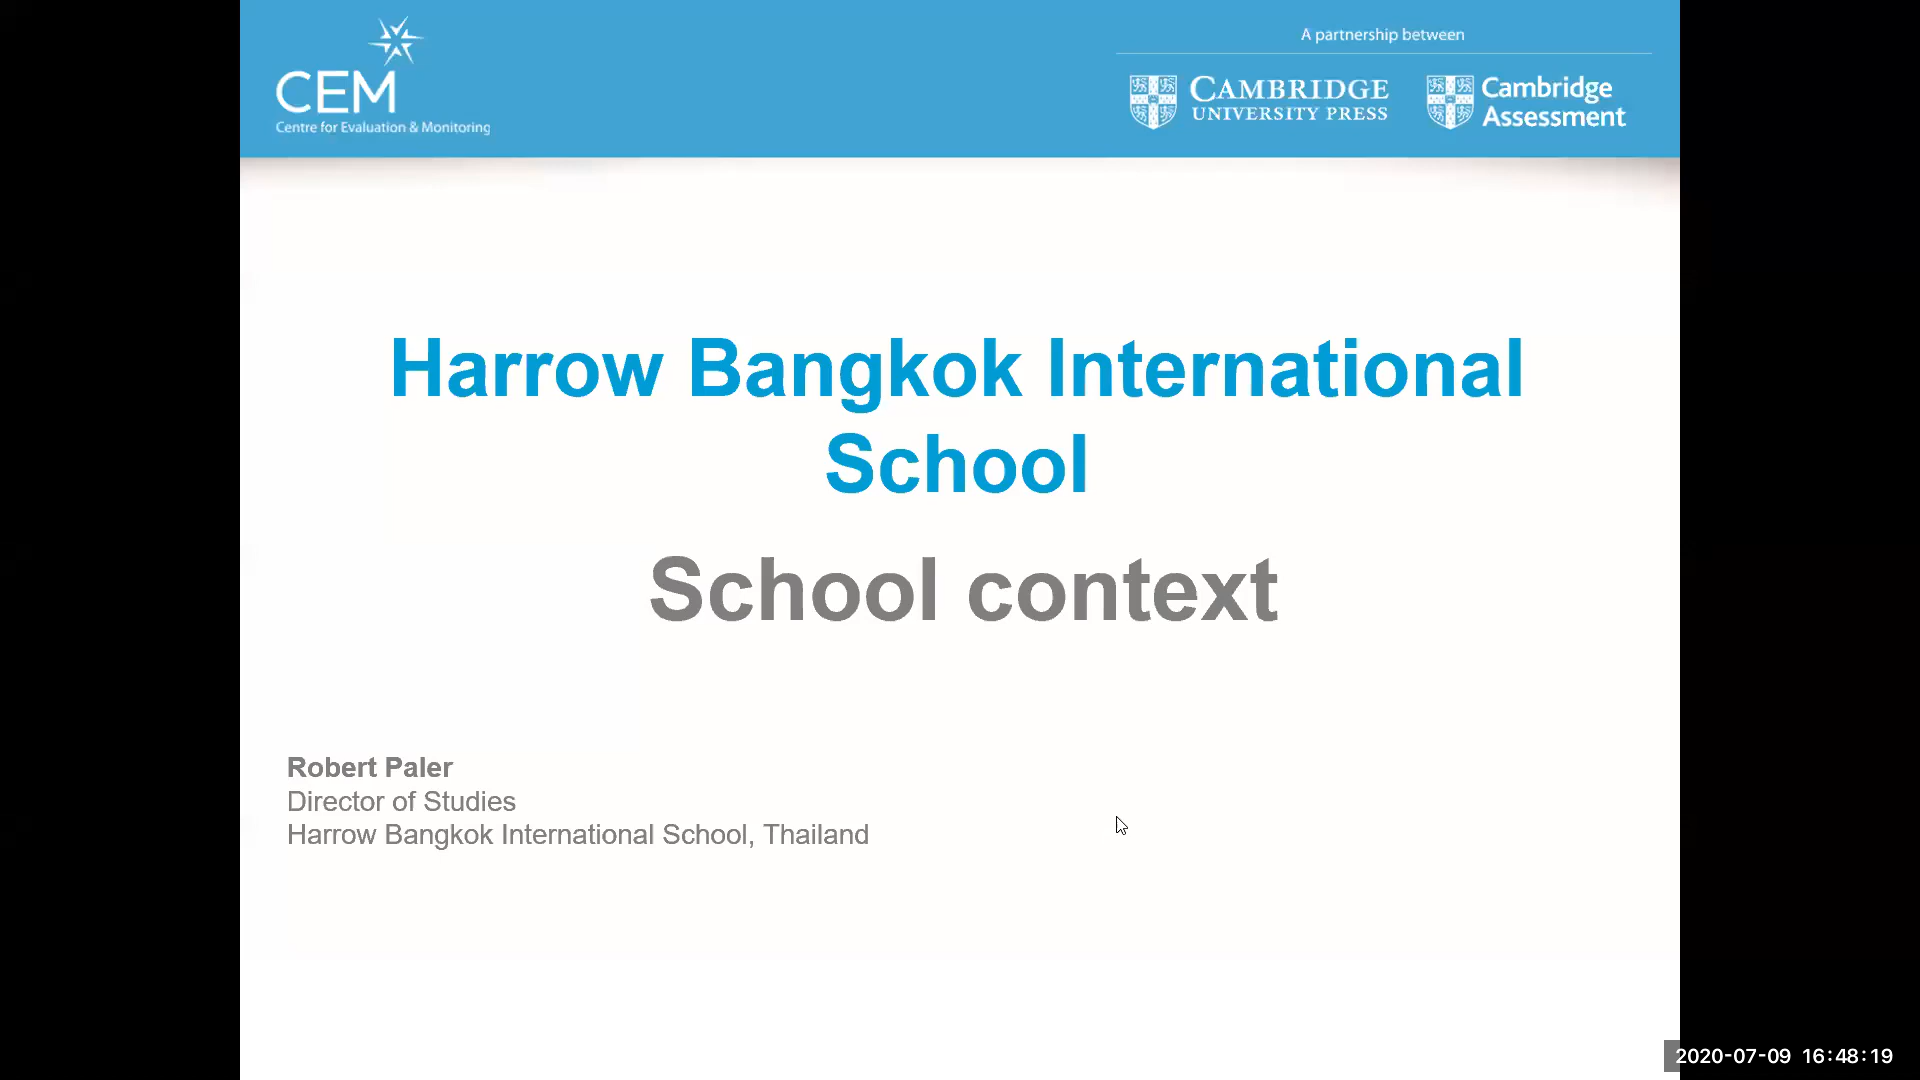 CEM
Centre for Evaluation & Monitoring
A partnership between
CAMBRIDGE
UNIVERSITY PRESS
Cambridge
Assessment
Harrow Bangkok International
School
School context
Robert Paler
Director of Studies
Harrow Bangkok International School, Thailand
2020-07-09 16:48:19